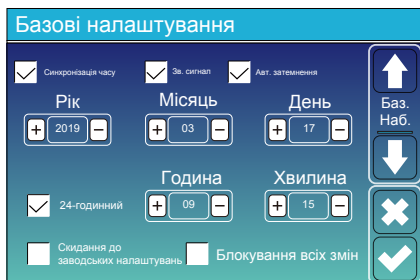 Базові налаштування
Синхронізація часу Зв. сигнал Авт. затемнення
Рік Місяць День
+ 2019 − + 03 − + 17 −
Баз.
Наб.
Година Хвилина
24-годинний + 09 − + 15 −
Скидання до
заводських налаштувань
Блокування всіх змін